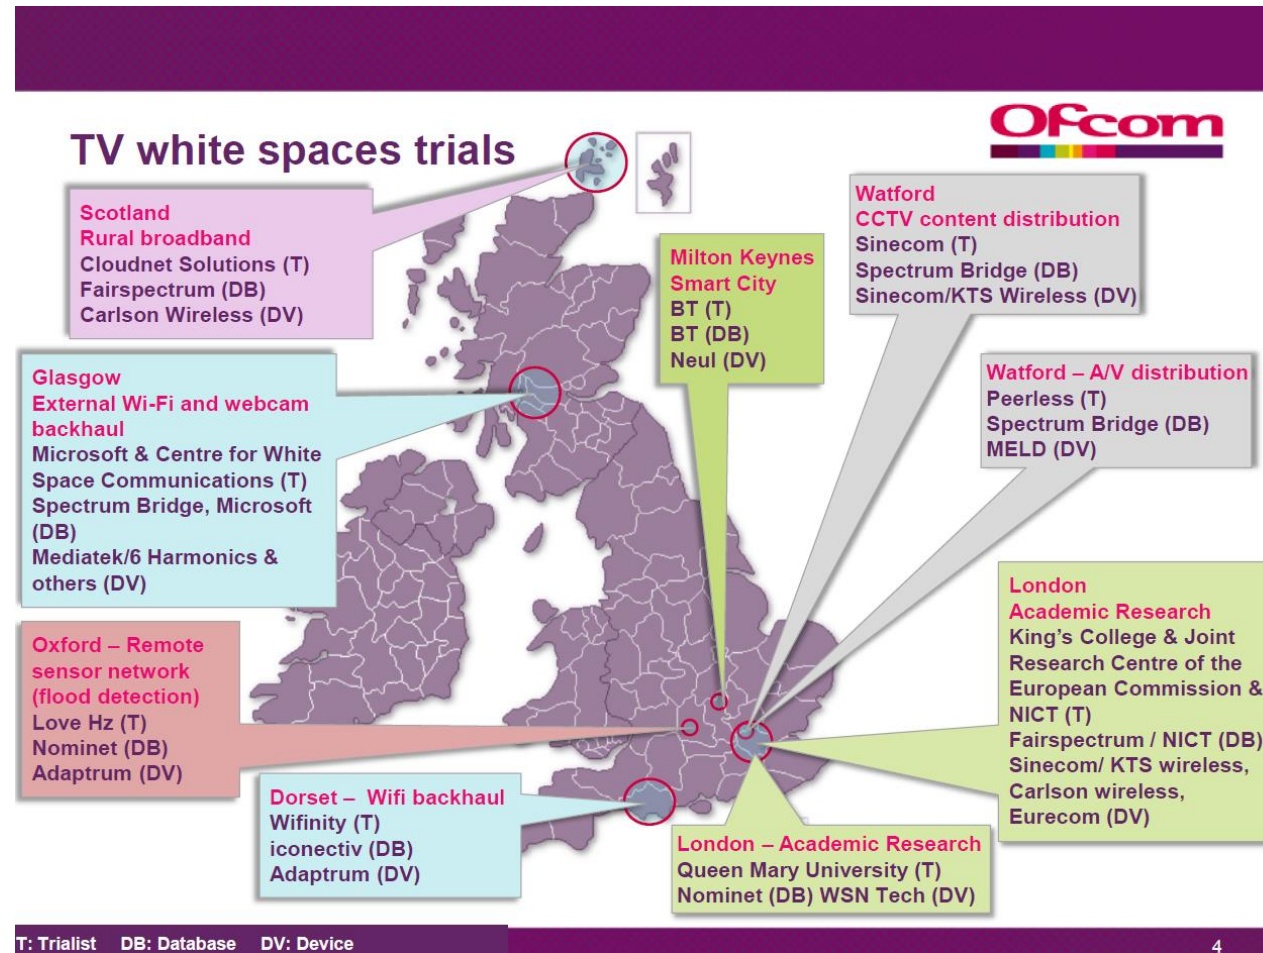 Ofcom
TV white spaces trials
Scotland
Rural broadband
Cloudnet Solutions (T)
Fairspectrum (DB)
Carlson Wireless (DV)
Glasgow
External Wi-Fi and webcam
backhaul
Microsoft & Centre for White
Space Communications (T)
Spectrum Bridge, Microsoft
(DB)
Mediatek/6 Harmonics &
others (DV)
Oxford – Remote
sensor network
(flood detection)
Love Hz (T)
Nominet (DB)
Adaptrum (DV)
Dorset – Wifi backhaul
Wifinity (T)
iconectiv (DB)
Adaptrum (DV)
Milton Keynes
Smart City
BT (T)
BT (DB)
Neul (DV)
Watford
CCTV content distribution
Sinecom (T)
Spectrum Bridge (DB)
Sinecom/KTS Wireless (DV)
Watford – A/V distribution
Peerless (T)
Spectrum Bridge (DB)
MELD (DV)
London
Academic Research
King's College & Joint
Research Centre of the
European Commission &
NICT (T)
Fairspectrum / NICT (DB)
Sinecom/ KTS wireless,
Carlson wireless,
Eurecom (DV)
London – Academic Research
Queen Mary University (T)
Nominet (DB) WSN Tech (DV)
T: Trialist DB: Database DV: Device
4